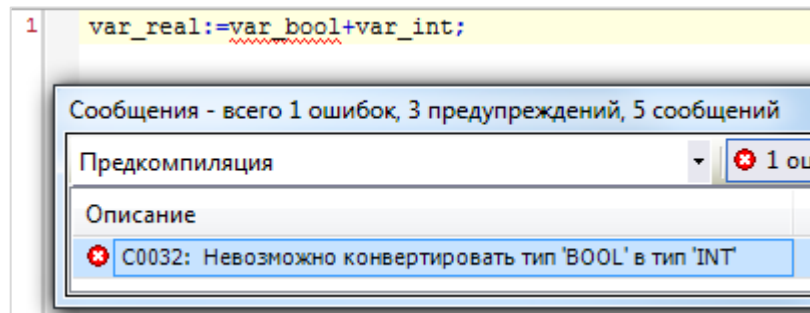 1 var_real:=var_bool+var_int;
Сообщения - всего 1 ошибок, 3 предупреждений, 5 сообщений
Предкомпиляция 1
Описание
C0032: Невозможно конвертировать тип 'BOOL' в тип 'INT'